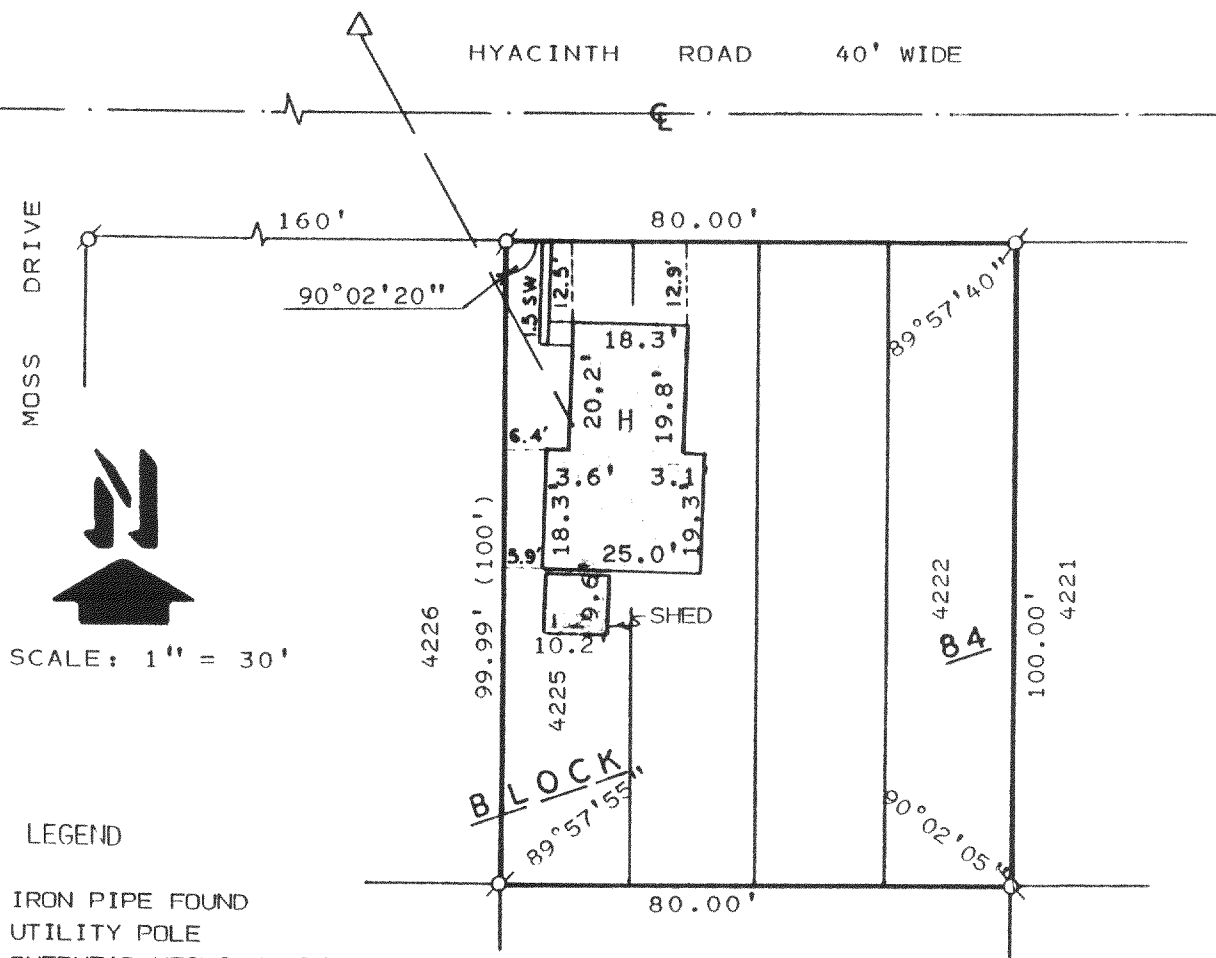 HYACINTH ROAD 40' WIDE
℄
MOSS DRIVE
160'
80.00'
90°02'20"
1.5 SW
12.5'
12.9'
89°57'40"
18.3'
20.2'
H
19.8'
6.4'
3.6'
3.1'
18.3'
19.3'
5.9'
25.0'
9.6'
SHED
10.2
N
SCALE: 1" = 30'
4226
99.99' (100')
4225
4222
84
100.00'
4221
BLOCK
89°57'55"
90°02'05"
80.00'
LEGEND
IRON PIPE FOUND
UTILITY POLE